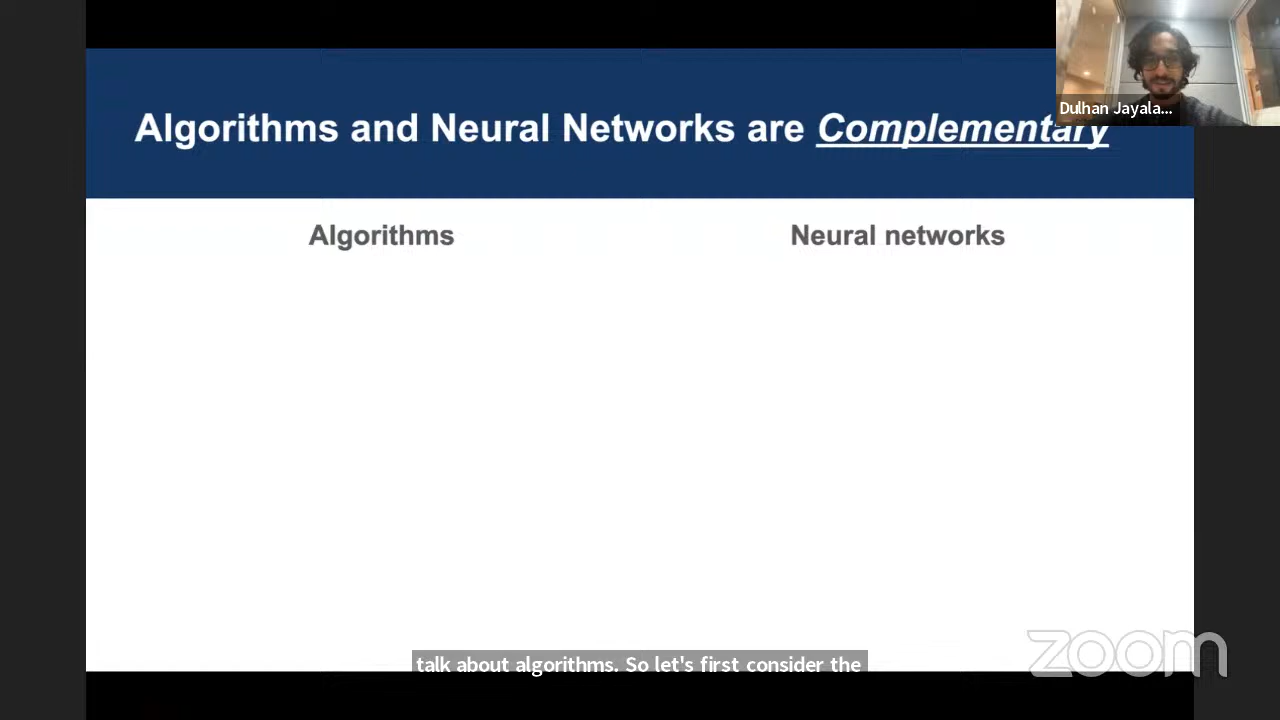 Dulhan Jayala...
Algorithms and Neural Networks are Complementary
Algorithms
Neural networks
talk about algorithms. So let's first consider the
zoom